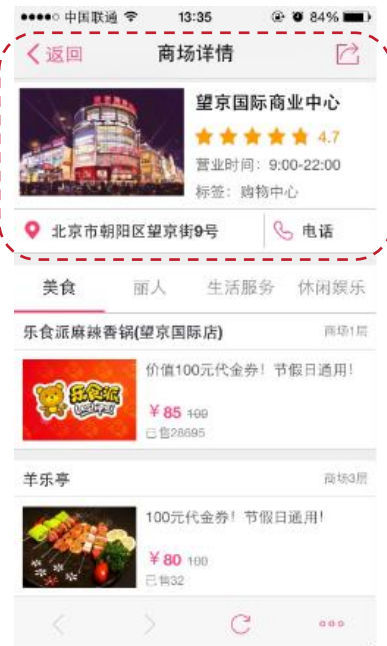 中国联通 13:35 84%
返回 商场详情
望京国际商业中心
4.7
营业时间：9:00-22:00
标签：购物中心
北京市朝阳区望京街9号 电话
美食 丽人 生活服务 休闲娱乐
乐食派麻辣香锅(望京国际店) 商场1层
价值100元代金券！节假日通用！
乐食派
¥85 100
已售28695
羊乐亭 商场3层
100元代金券！节假日通用！
¥80 100
已售32